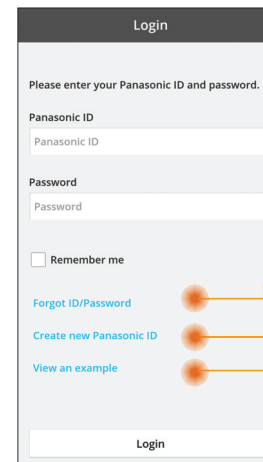 Login
Please enter your Panasonic ID and password.
Panasonic ID
Panasonic ID
Password
Password
Remember me
Forgot ID/Password
Create new Panasonic ID
View an example
Login